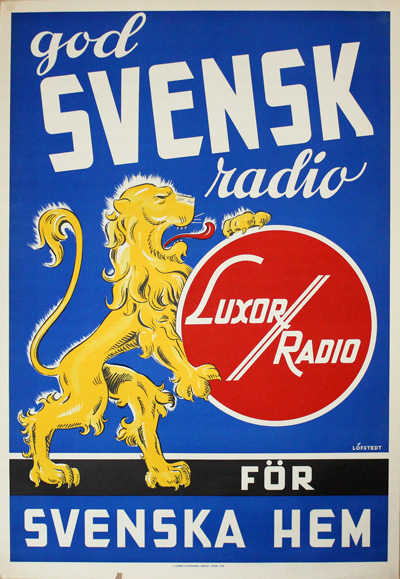 god
SVENSK
radio
LUXOR
RADIO
LÖFSTEDT
FÖR
SVENSKA HEM